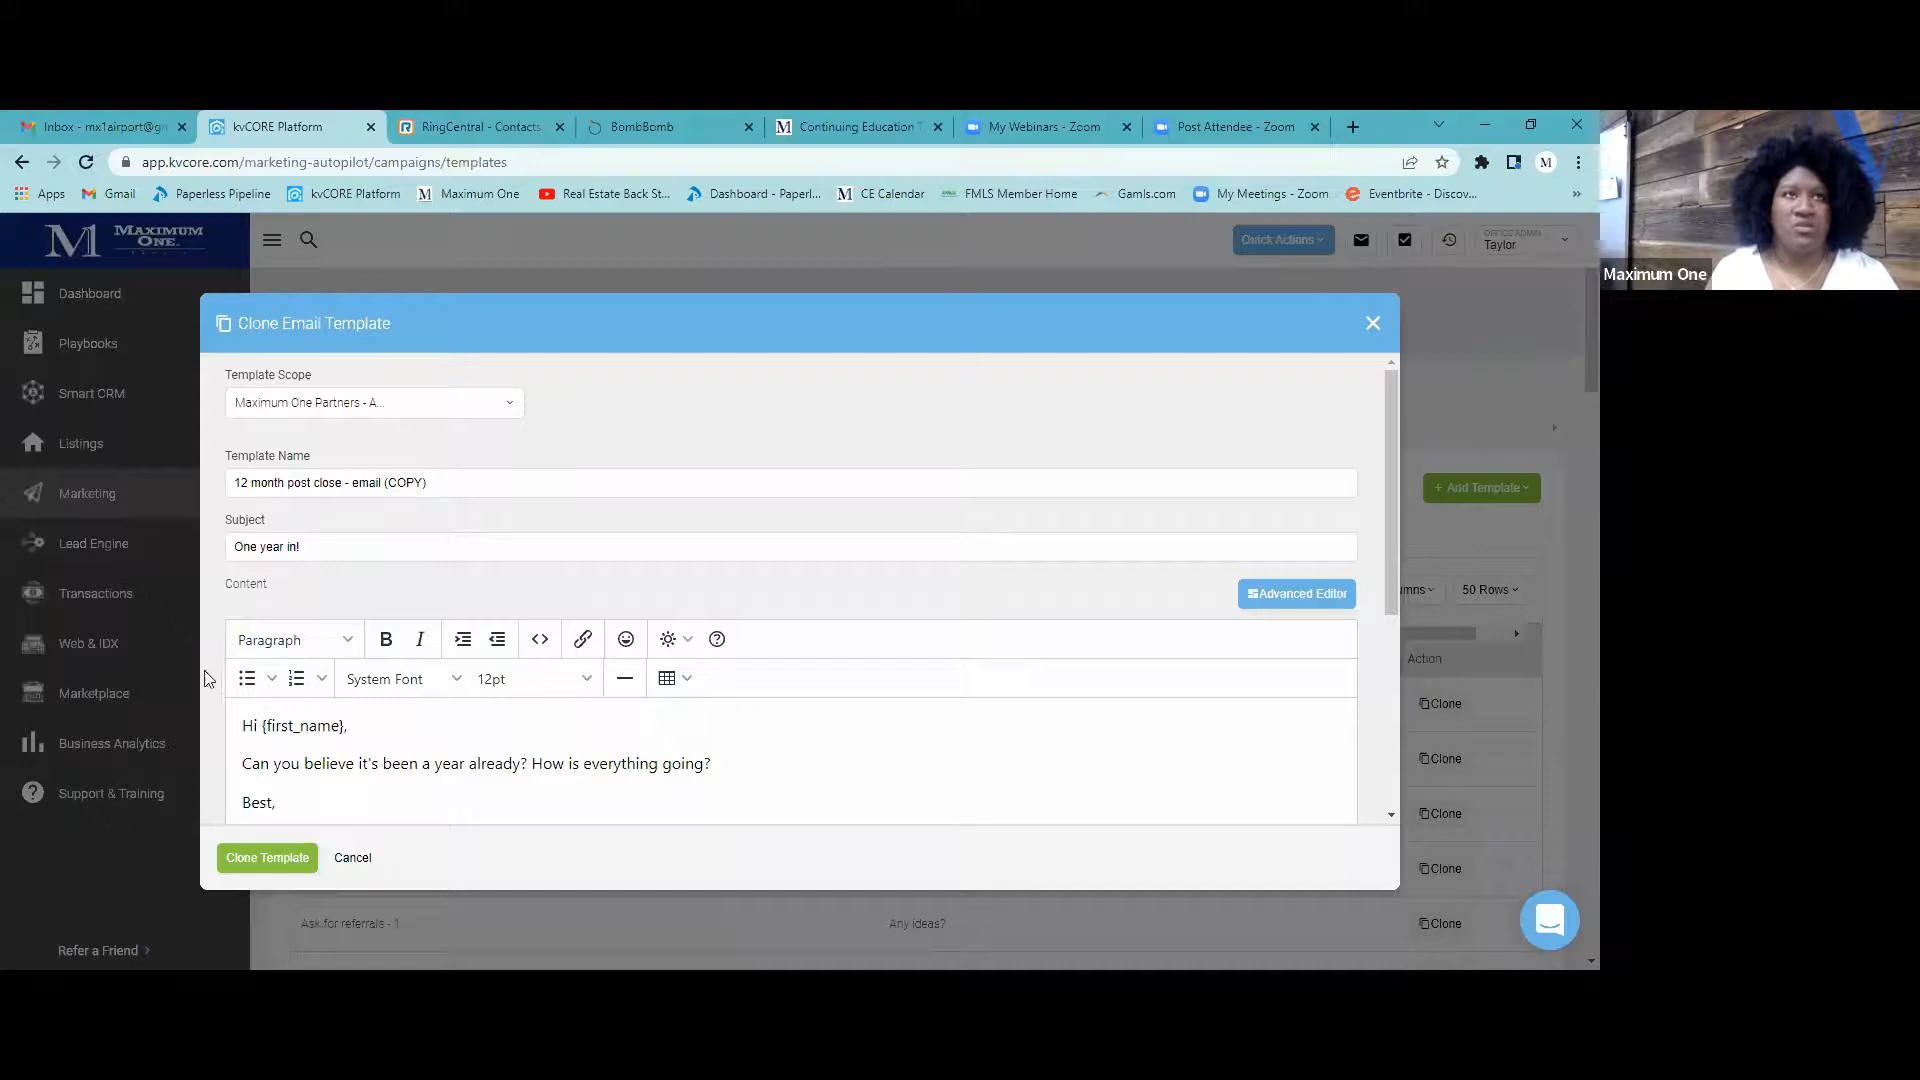 Inbox - mx1airport@g
kvCORE Platform
RingCentral - Contacts
BombBomb
Continuing Education T
My Webinars - Zoom
Post Attendee - Zoom
app.kvcore.com/marketing-autopilot/campaigns/templates
M
Apps
Gmail
Paperless Pipeline
kvCORE Platform
Maximum One
Real Estate Back St...
Dashboard - Paperl...
CE Calendar
FMLS Member Home
Gamls.com
My Meetings - Zoom
Eventbrite - Discov...
M MAXIMUM
ONE
Quick Actions
OFFICE ADMIN
Taylor
Maximum One
Dashboard
Playbooks
Smart CRM
Listings
Marketing
Lead Engine
Transactions
Web & IDX
Marketplace
Business Analytics
Support & Training
Refer a Friend
Clone Email Template
Template Scope
Maximum One Partners - A...
Template Name
12 month post close - email (COPY)
Subject
One year in!
Content
Advanced Editor
Paragraph
B I
System Font
12pt
Hi {first_name},
Can you believe it's been a year already? How is everything going?
Best,
Clone Template
Cancel
+ Add Template
mns
50 Rows
Action
Clone
Clone
Clone
Clone
Ask for referrals - 1
Any ideas?
Clone